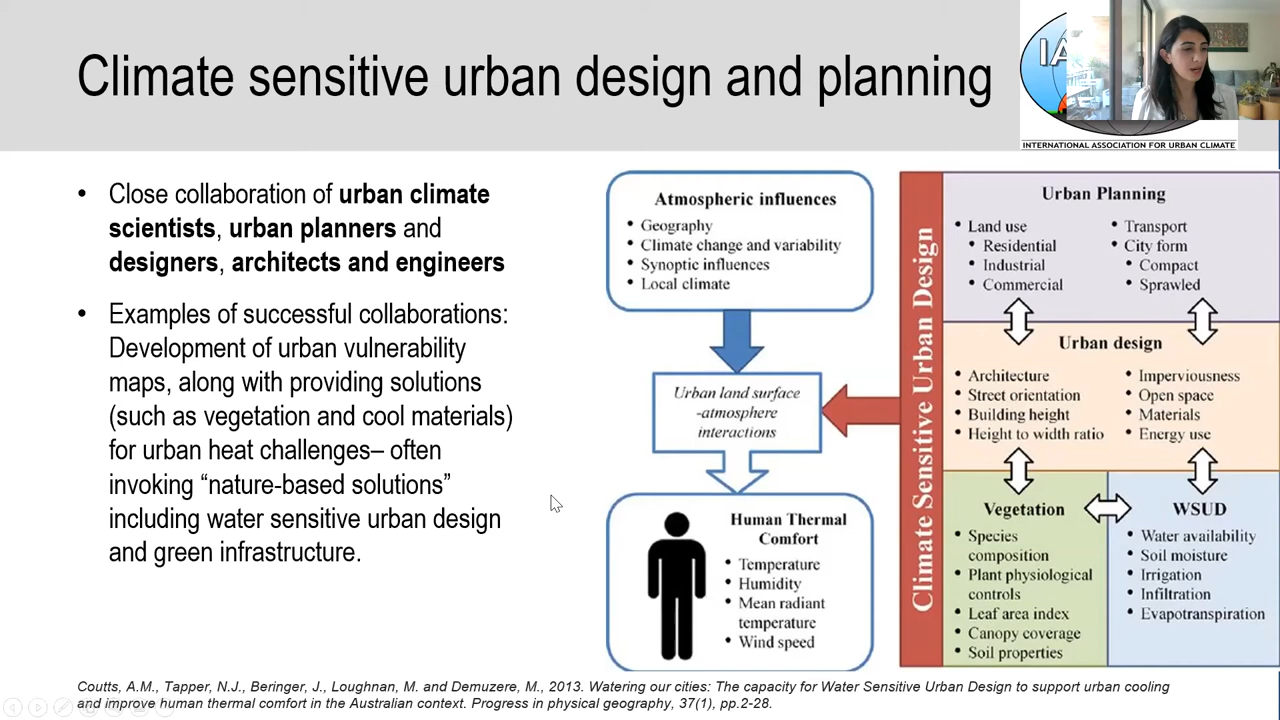 Climate sensitive urban design and planning
IA
INTERNATIONAL ASSOCIATION FOR URBAN CLIMATE
• Close collaboration of urban climate
scientists, urban planners and
designers, architects and engineers
• Examples of successful collaborations:
Development of urban vulnerability
maps, along with providing solutions
(such as vegetation and cool materials)
for urban heat challenges– often
invoking “nature-based solutions”
including water sensitive urban design
and green infrastructure.
Atmospheric influences
• Geography
• Climate change and variability
• Synoptic influences
• Local climate
Urban land surface
-atmosphere
interactions
Human Thermal
Comfort
• Temperature
• Humidity
• Mean radiant
temperature
• Wind speed
Climate Sensitive Urban Design
Urban Planning
• Land use
• Residential
• Industrial
• Commercial
• Transport
• City form
• Compact
• Sprawled
Urban design
• Architecture
• Street orientation
• Building height
• Height to width ratio
• Imperviousness
• Open space
• Materials
• Energy use
Vegetation
• Species
composition
• Plant physiological
controls
• Leaf area index
• Canopy coverage
• Soil properties
WSUD
• Water availability
• Soil moisture
• Irrigation
• Infiltration
• Evapotranspiration
Coutts, A.M., Tapper, N.J., Beringer, J., Loughnan, M. and Demuzere, M., 2013. Watering our cities: The capacity for Water Sensitive Urban Design to support urban cooling
and improve human thermal comfort in the Australian context. Progress in physical geography, 37(1), pp.2-28.